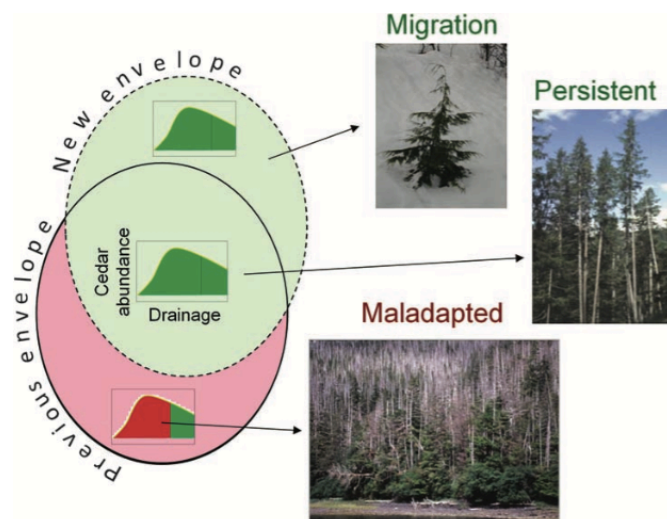 Migration
New envelope
Persistent
Previous envelope
Cedar
abundance
Drainage
Maladapted